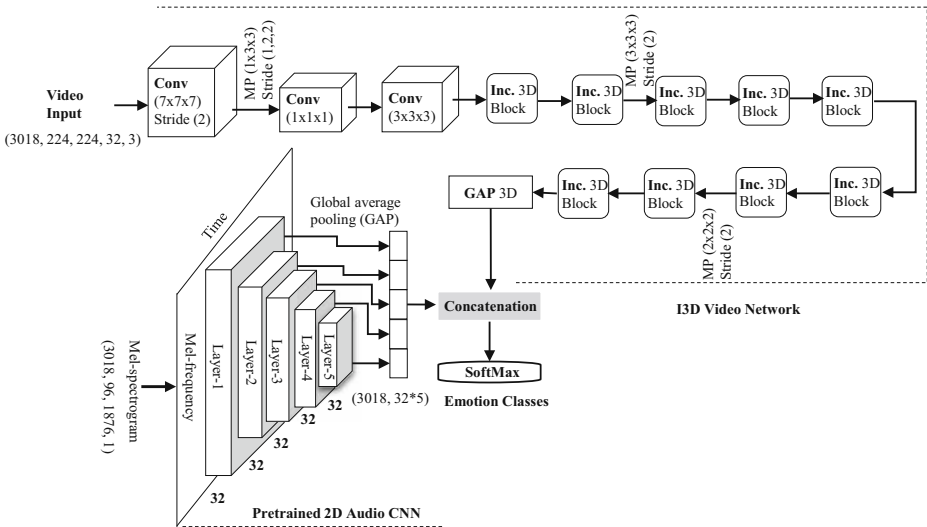 Video
Input
(3018, 224, 224, 32, 3)
Conv
(7x7x7)
Stride (2)
MP (1x3x3)
Stride (1,2,2)
Conv
(1x1x1)
Conv
(3x3x3)
Inc. 3D
Block
Inc. 3D
Block
MP (3x3x3)
Stride (2)
Inc. 3D
Block
Inc. 3D
Block
Inc. 3D
Block
GAP 3D
Inc. 3D
Block
Inc. 3D
Block
MP (2x2x2)
Stride (2)
Inc. 3D
Block
Inc. 3D
Block
I3D Video Network
Global average
pooling (GAP)
Time
Mel-frequency
Mel-spectrogram
(3018, 96, 1876, 1)
Layer-1
Layer-2
Layer-3
Layer-4
Layer-5
32
32
32
32
32
(3018, 32*5)
Concatenation
SoftMax
Emotion Classes
Pretrained 2D Audio CNN